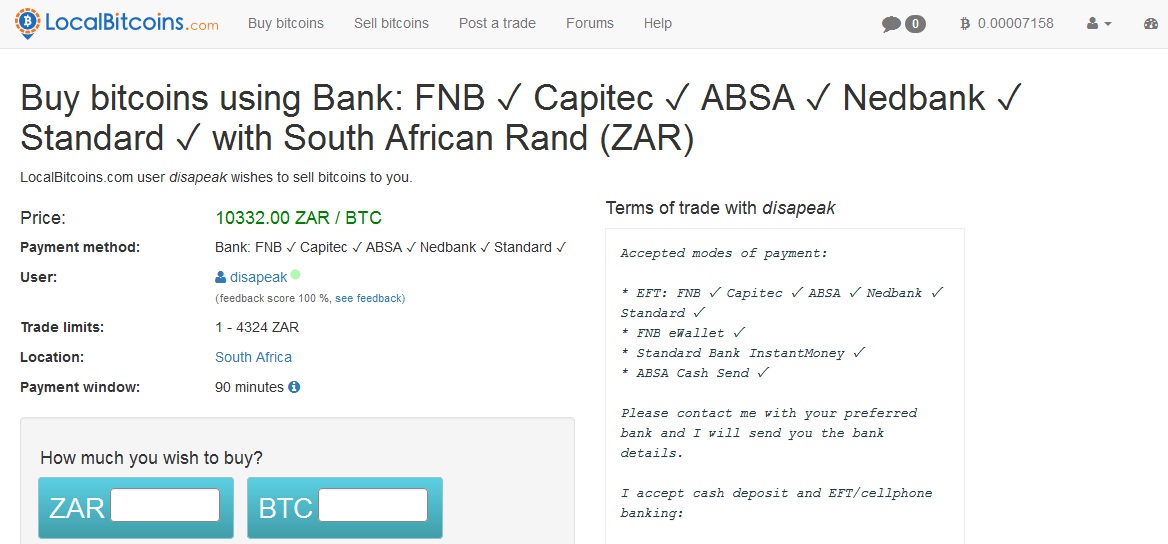 LocalBitcoins.com Buy bitcoins Sell bitcoins Post a trade Forums Help 0 0.00007158
Buy bitcoins using Bank: FNB ✓ Capitec ✓ ABSA ✓ Nedbank ✓
Standard ✓ with South African Rand (ZAR)
LocalBitcoins.com user disapeak wishes to sell bitcoins to you.
Price: 10332.00 ZAR / BTC
Payment method: Bank: FNB ✓ Capitec ✓ ABSA ✓ Nedbank ✓ Standard ✓
User: disapeak
(feedback score 100 %, see feedback)
Trade limits: 1 - 4324 ZAR
Location: South Africa
Payment window: 90 minutes
How much you wish to buy?
ZAR BTC
Terms of trade with disapeak
Accepted modes of payment:
* EFT: FNB ✓ Capitec ✓ ABSA ✓ Nedbank ✓
Standard ✓
* FNB eWallet ✓
* Standard Bank InstantMoney ✓
* ABSA Cash Send ✓
Please contact me with your preferred
bank and I will send you the bank
details.
I accept cash deposit and EFT/cellphone
banking: